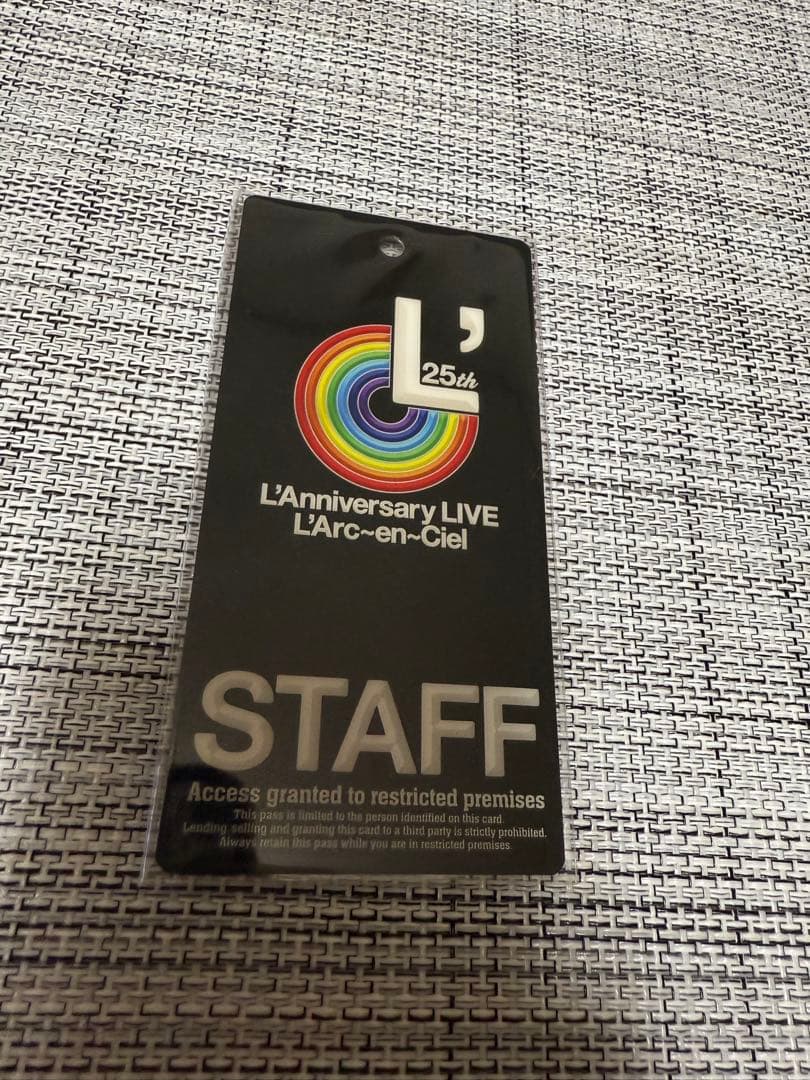 L’
25th
L’Anniversary LIVE
L’Arc~en~Ciel
STAFF
Access granted to restricted premises
This pass is limited to the person identified on this card.
Lending selling and granting this card to a third party is strictly prohibited.
Always retain this pass while you are in restricted premises.